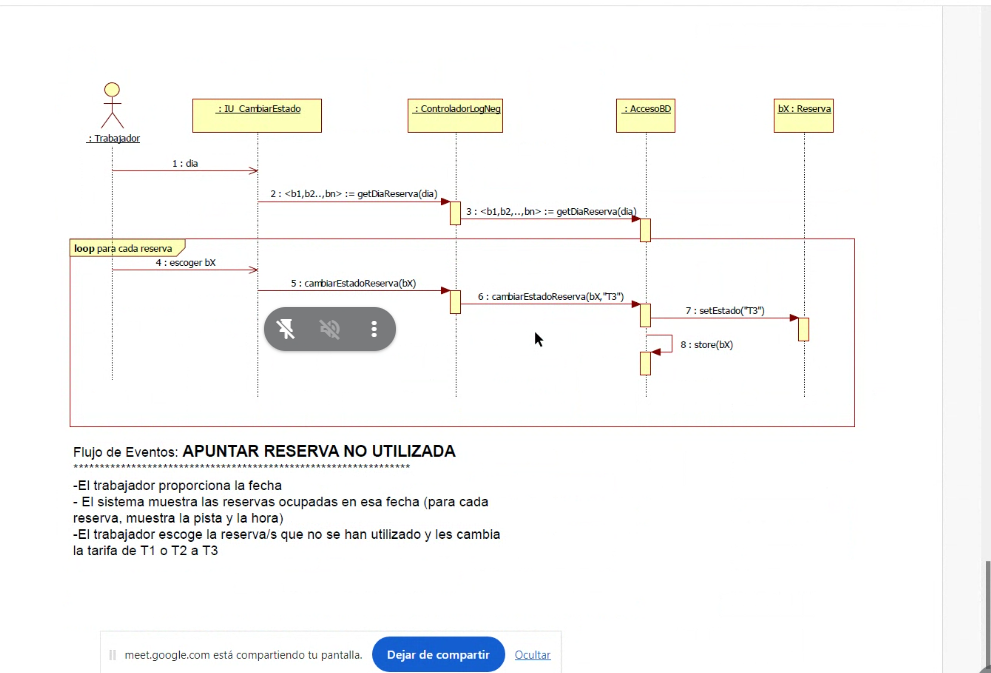 : Trabajador
: IU_CambiarEstado
: ControladorLogNeg
: AccesoBD
bX : Reserva
1 : dia
2 : <b1,b2..,bn> := getDiaReserva(dia)
3 : <b1,b2,..,bn> := getDiaReserva(dia)
loop para cada reserva
4 : escoger bX
5 : cambiarEstadoReserva(bX)
6 : cambiarEstadoReserva(bX,"T3")
7 : setEstado("T3")
8 : store(bX)
Flujo de Eventos: APUNTAR RESERVA NO UTILIZADA
****************************************************************
-El trabajador proporciona la fecha
- El sistema muestra las reservas ocupadas en esa fecha (para cada
reserva, muestra la pista y la hora)
-El trabajador escoge la reserva/s que no se han utilizado y les cambia
la tarifa de T1 o T2 a T3
meet.google.com está compartiendo tu pantalla.
Dejar de compartir
Ocultar